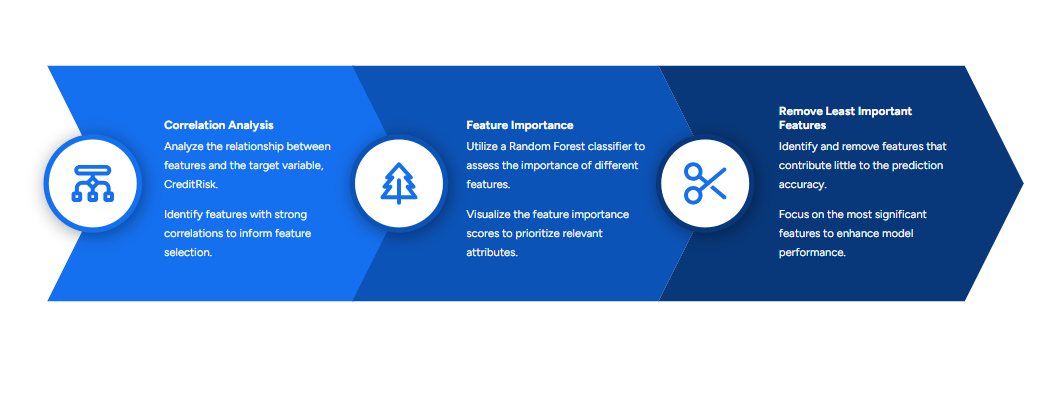 Correlation Analysis
Analyze the relationship between
features and the target variable,
CreditRisk.
Identify features with strong
correlations to inform feature
selection.
Feature Importance
Utilize a Random Forest classifier to
assess the importance of different
features.
Visualize the feature importance
scores to prioritize relevant
attributes.
Remove Least Important
Features
Identify and remove features that
contribute little to the prediction
accuracy.
Focus on the most significant
features to enhance model
performance.